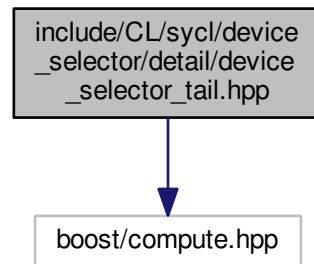 include/CL/sycl/device
_selector/detail/device
_selector_tail.hpp
boost/compute.hpp